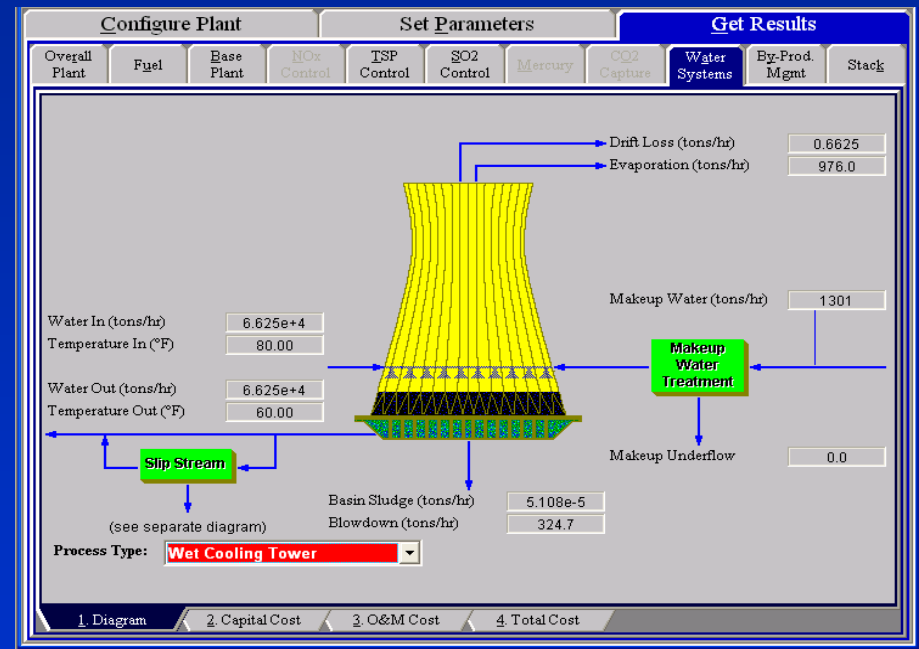 Configure Plant
Set Parameters
Get Results
Overall Plant
Fuel
Base Plant
NOx Control
TSP Control
SO2 Control
Mercury
CO2 Capture
Water Systems
By-Prod. Mgmt
Stack
Drift Loss (tons/hr) 0.6625
Evaporation (tons/hr) 976.0
Makeup Water (tons/hr) 1301
Water In (tons/hr) 6.625e+4
Temperature In (°F) 80.00
Makeup
Water
Treatment
Water Out (tons/hr) 6.625e+4
Temperature Out (°F) 60.00
Makeup Underflow 0.0
Slip Stream
Basin Sludge (tons/hr) 5.108e-5
(see separate diagram)
Blowdown (tons/hr) 324.7
Process Type: Wet Cooling Tower
1. Diagram
2. Capital Cost
3. O&M Cost
4. Total Cost